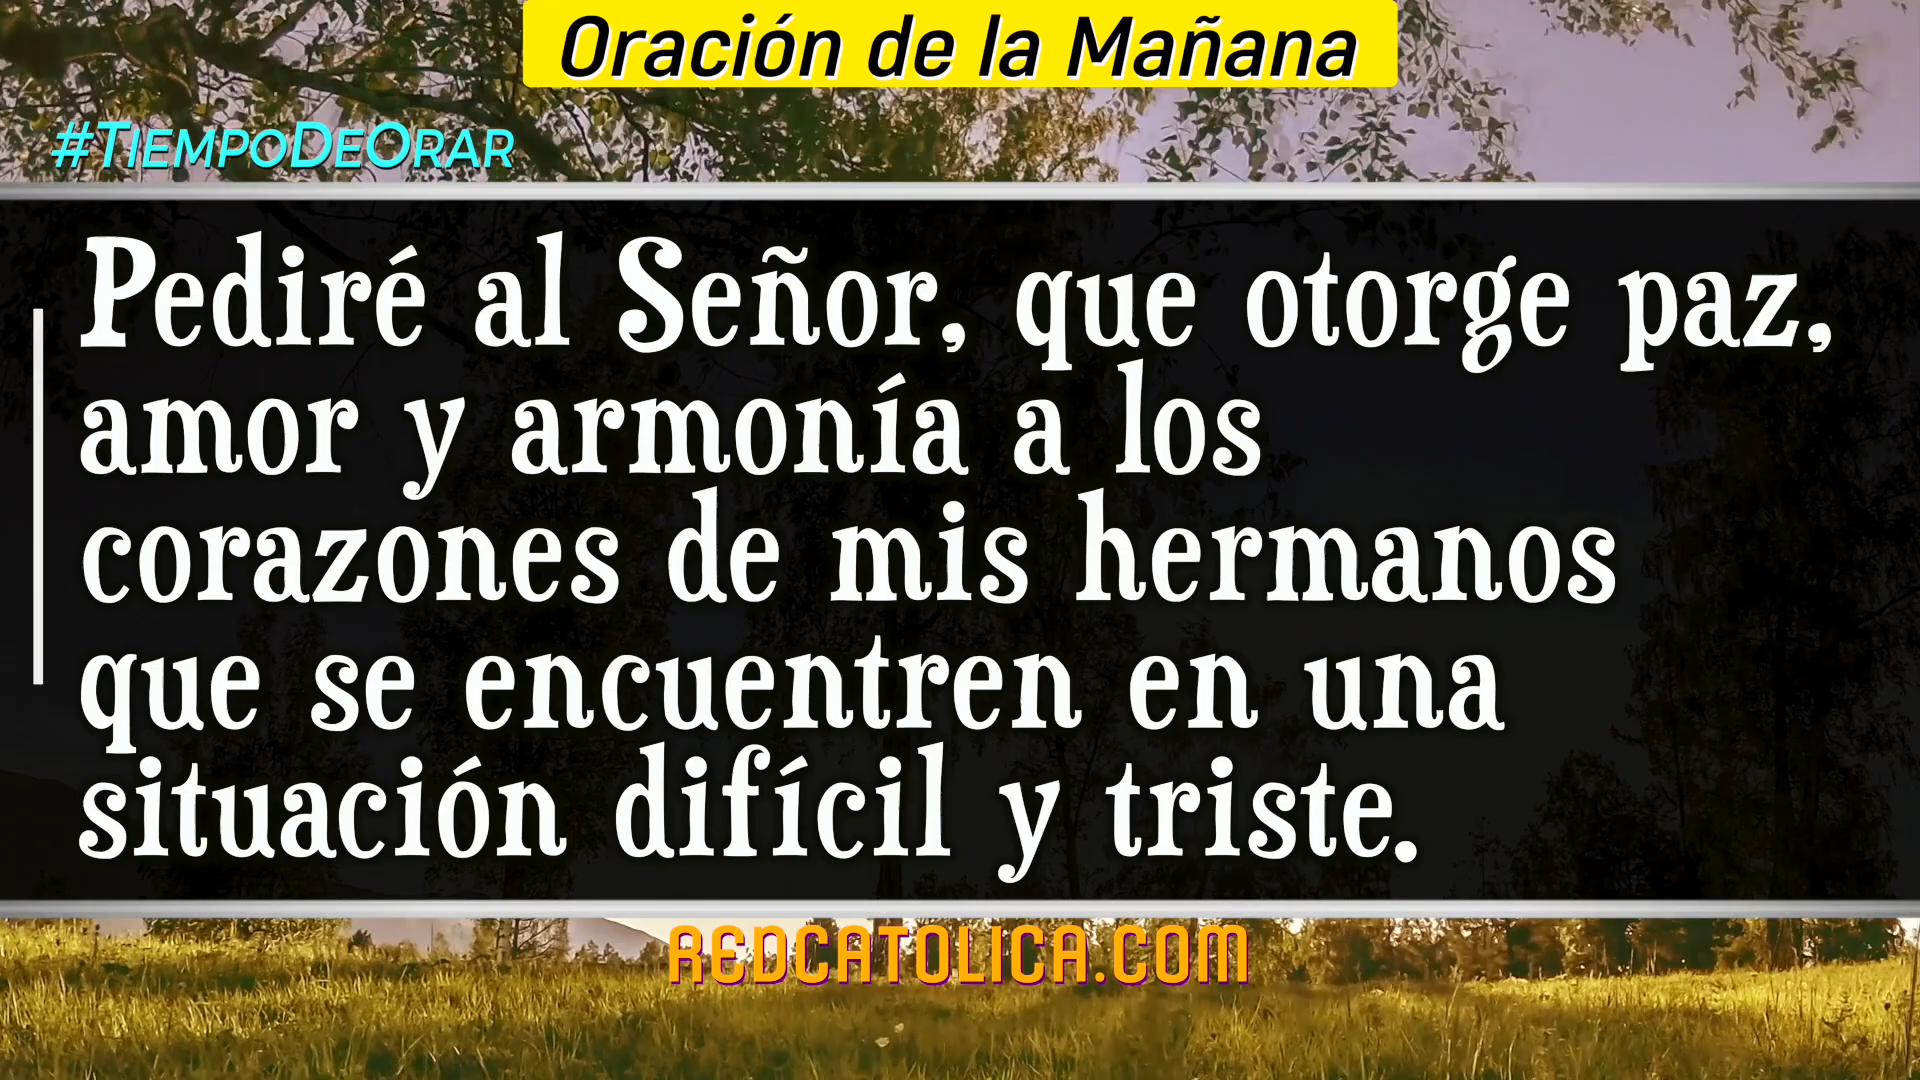 Oración de la Mañana
#TiempoDeOrar
Pediré al Señor, que otorge paz,
amor y armonía a los
corazones de mis hermanos
que se encuentren en una
situación difícil y triste.
REDCATOLICA.COM